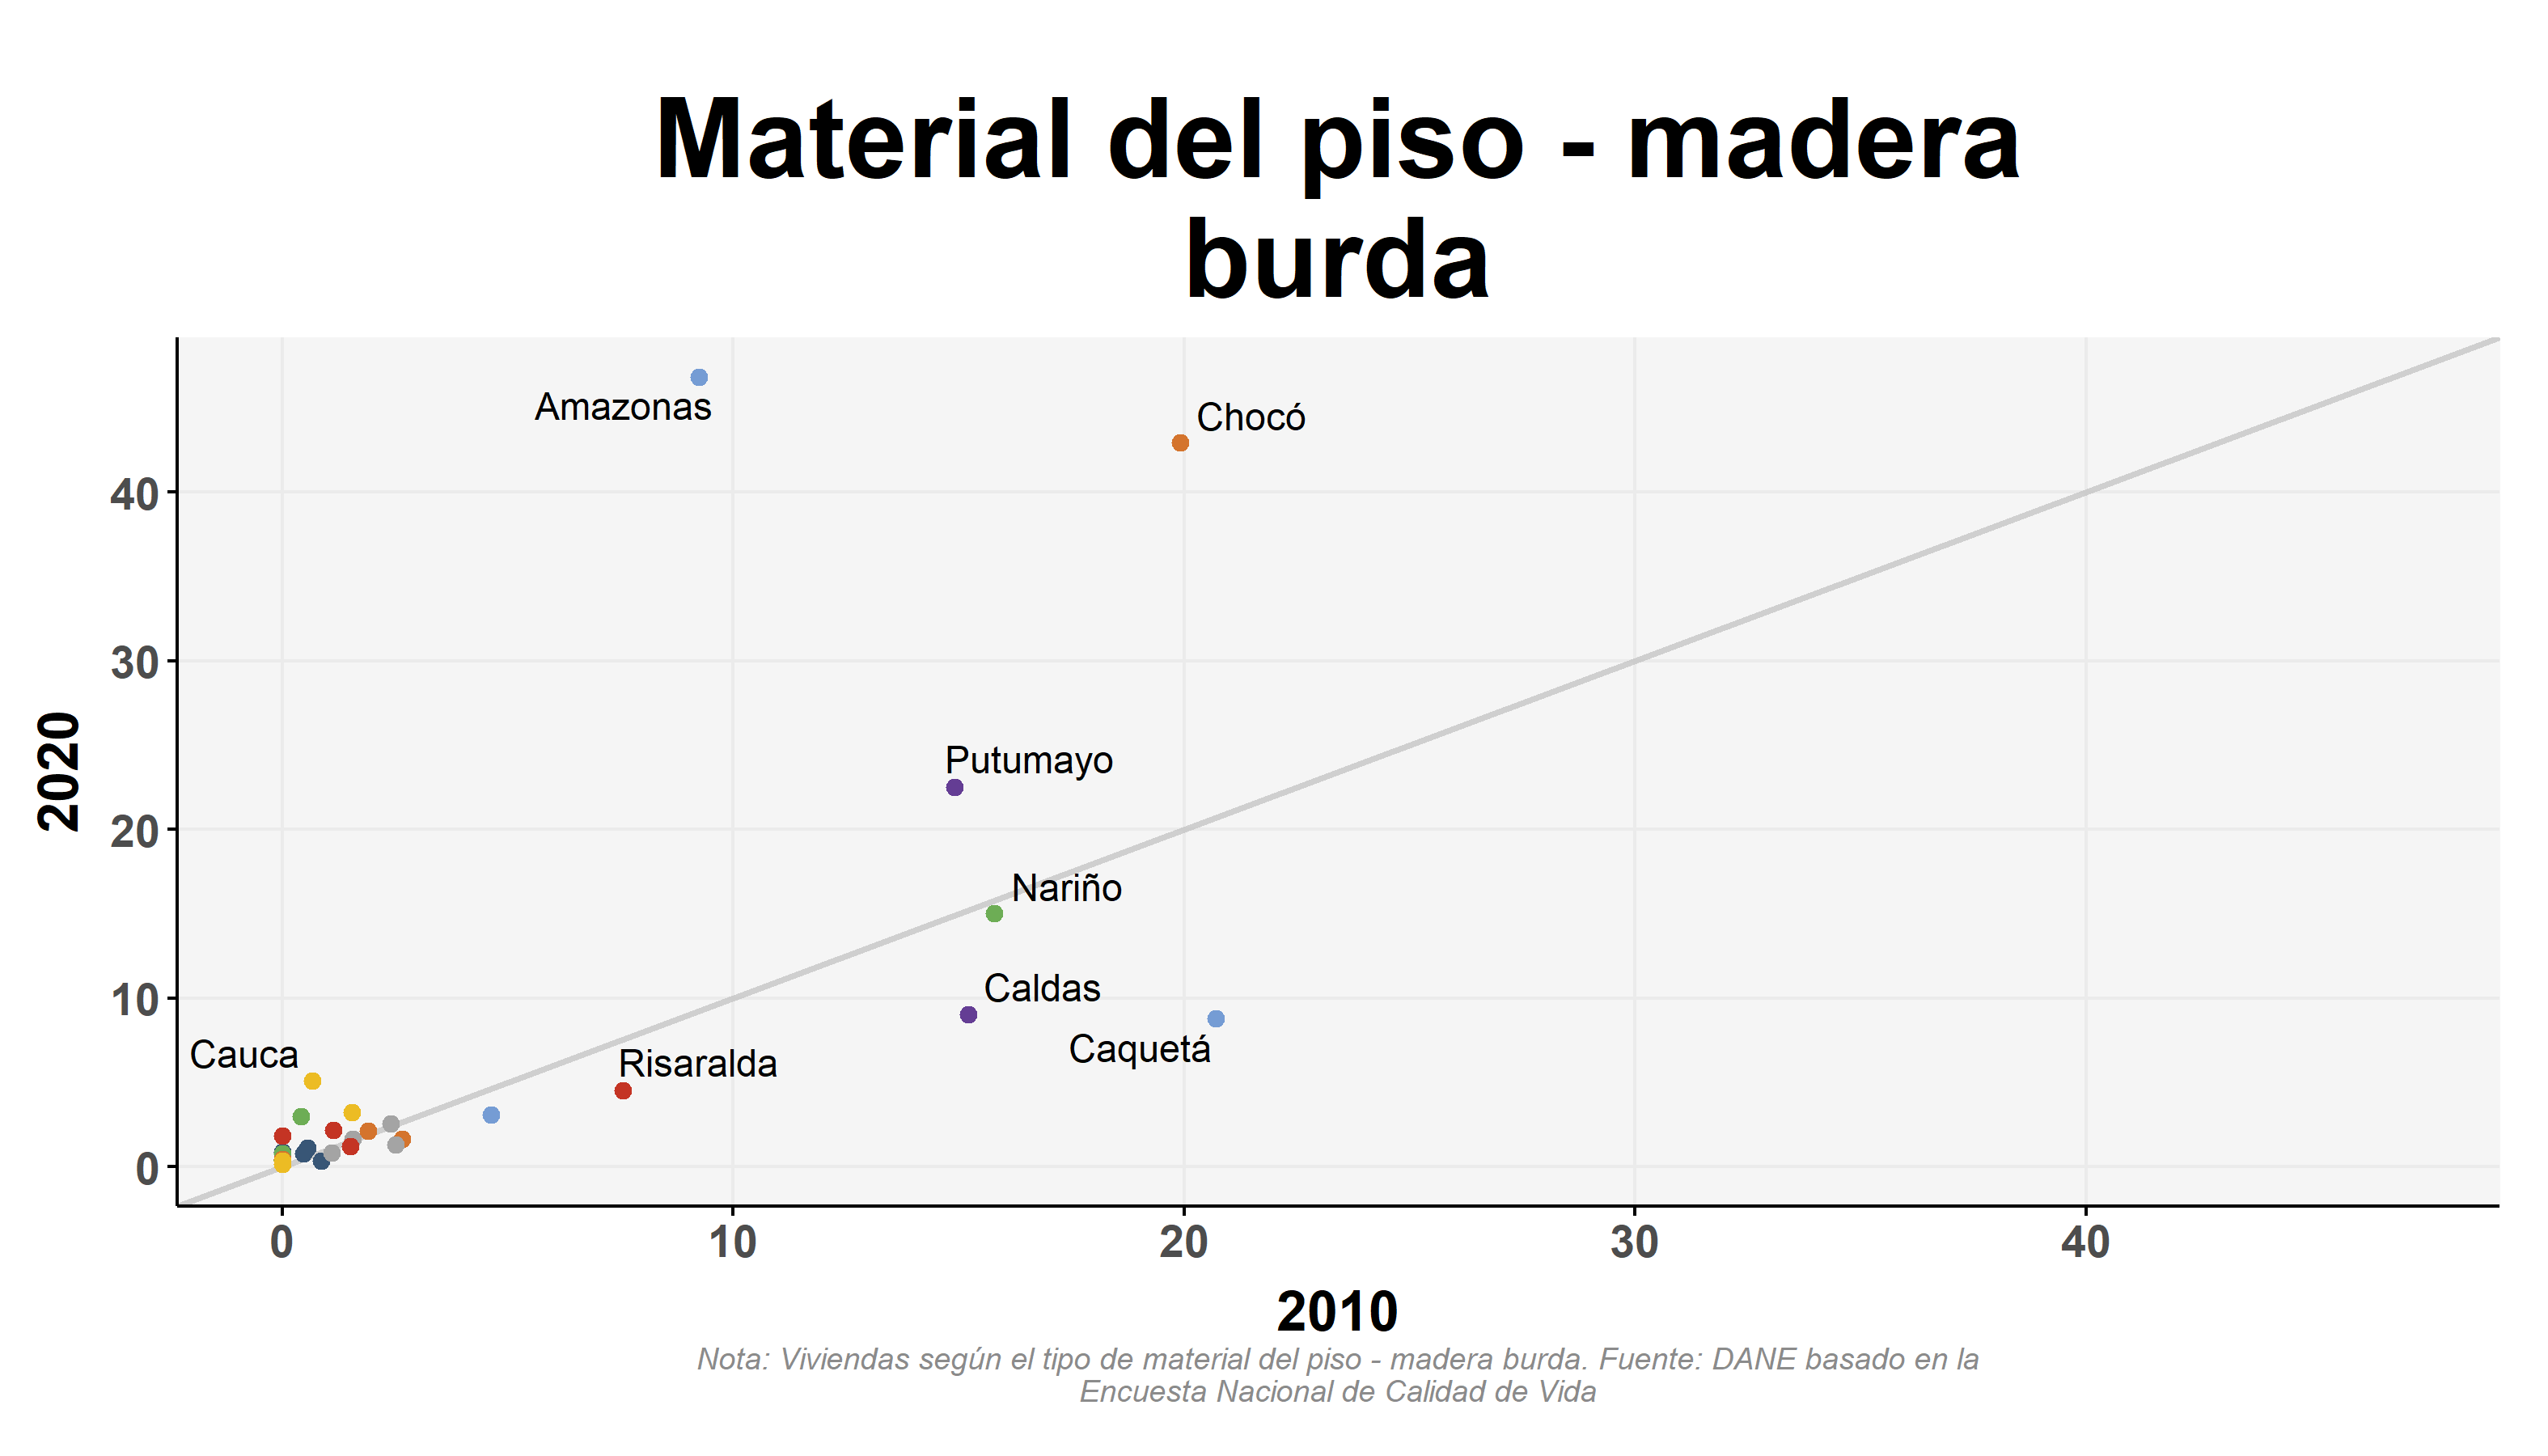 Material del piso - madera
burda
Amazonas
Chocó
40
30
Putumayo
2020
20
Nariño
Caldas
10
Caquetá
Cauca
Risaralda
0
0 10 20 30 40
2010
Nota: Viviendas según el tipo de material del piso - madera burda. Fuente: DANE basado en la
Encuesta Nacional de Calidad de Vida